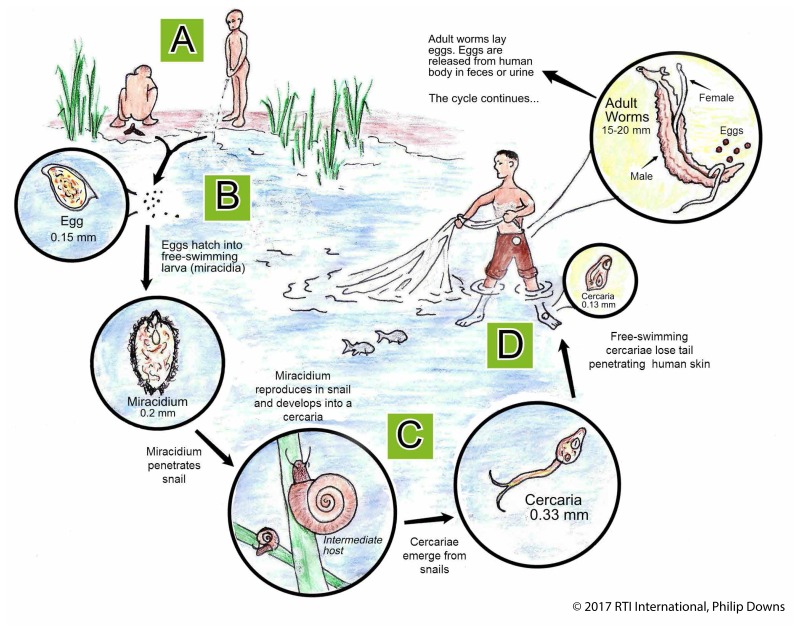 A
Adult worms lay
eggs. Eggs are
released from human
body in feces or urine
The cycle continues...
Adult
Worms
15-20 mm
Female
Eggs
Male
B
Egg
0.15 mm
Eggs hatch into
free-swimming
larva (miracidia)
Cercaria
0.13 mm
D
Free-swimming
cercariae lose tail
penetrating human skin
Miracidium
0.2 mm
Miracidium
reproduces in snail
and develops into a
cercaria
C
Miracidium
penetrates
snail
Intermediate
host
Cercariae
emerge from
snails
Cercaria
0.33 mm
© 2017 RTI International, Philip Downs